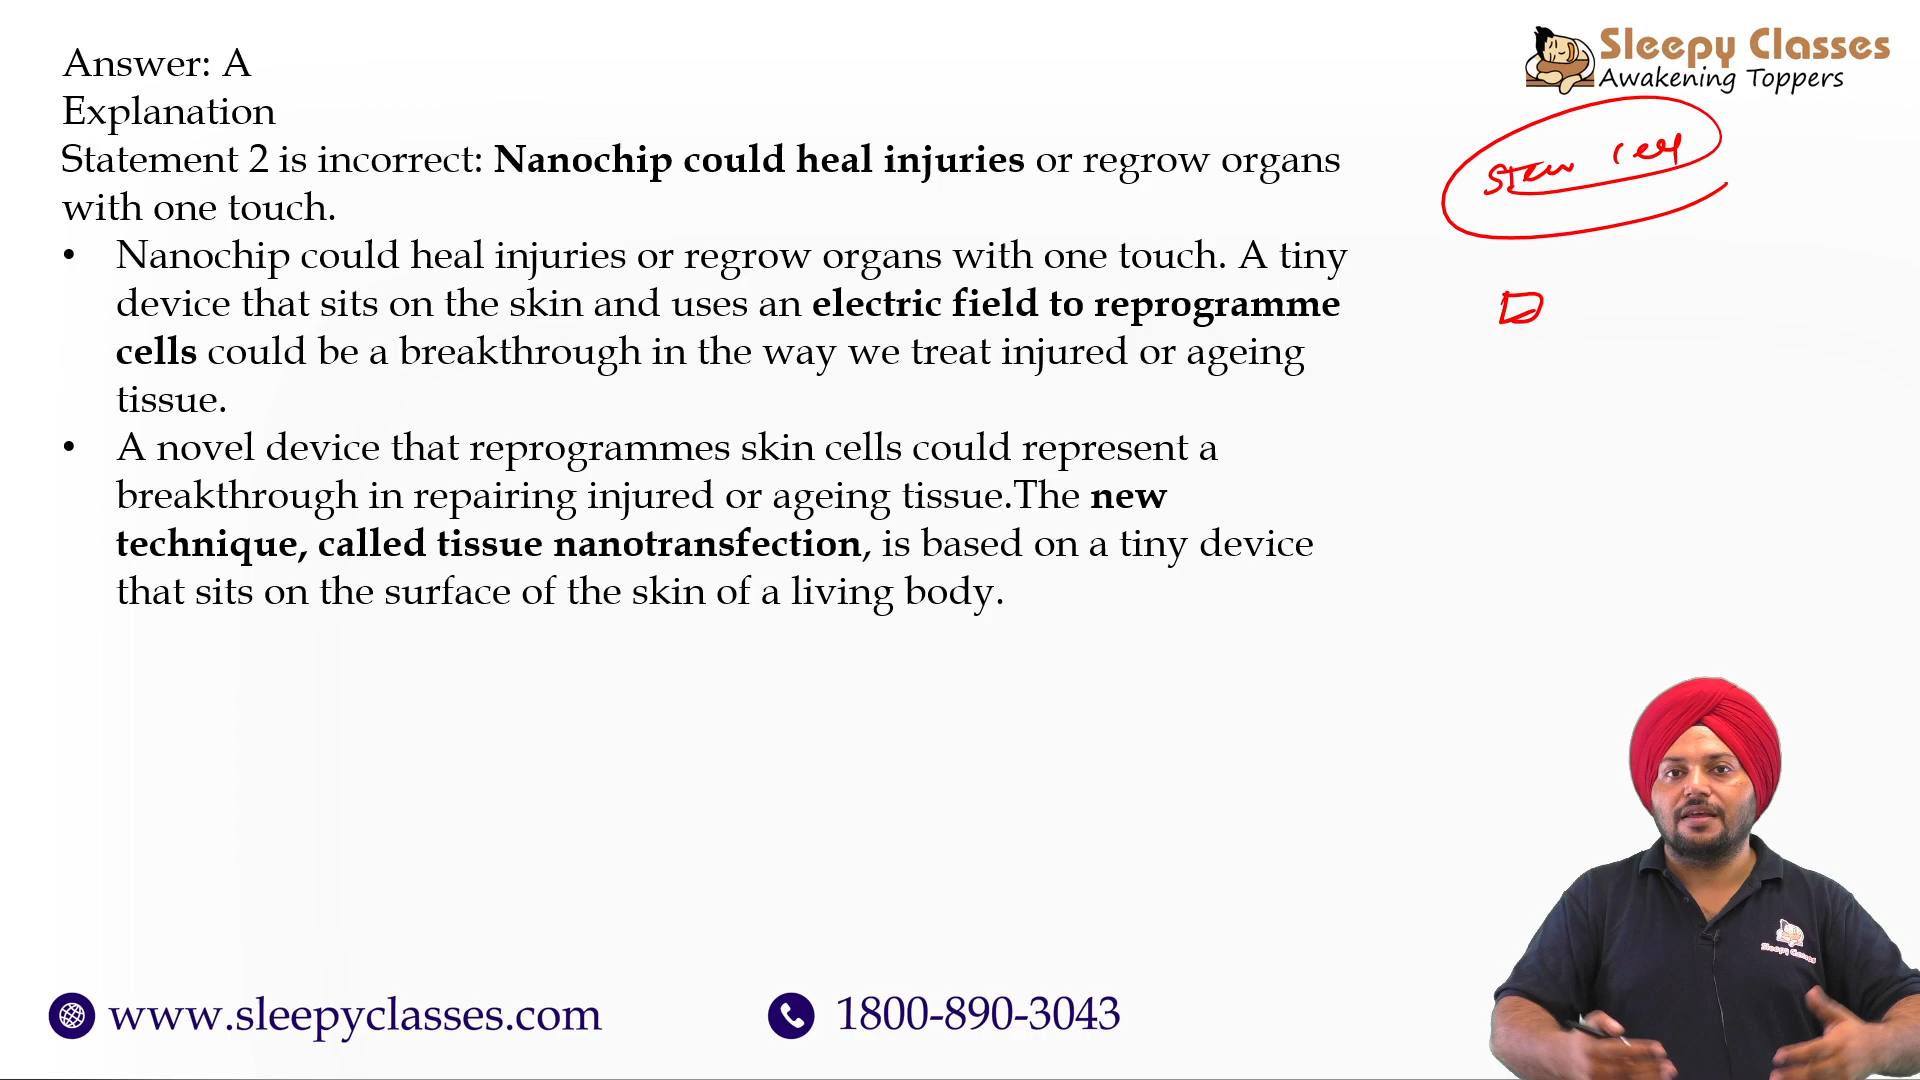 Sleepy Classes
Awakening Toppers
Answer: A
Explanation
Statement 2 is incorrect: Nanochip could heal injuries or regrow organs
with one touch.
• Nanochip could heal injuries or regrow organs with one touch. A tiny
device that sits on the skin and uses an electric field to reprogramme
cells could be a breakthrough in the way we treat injured or ageing
tissue.
• A novel device that reprogrammes skin cells could represent a
breakthrough in repairing injured or ageing tissue.The new
technique, called tissue nanotransfection, is based on a tiny device
that sits on the surface of the skin of a living body.
Stem cell
Sleepy Classes
www.sleepyclasses.com
1800-890-3043